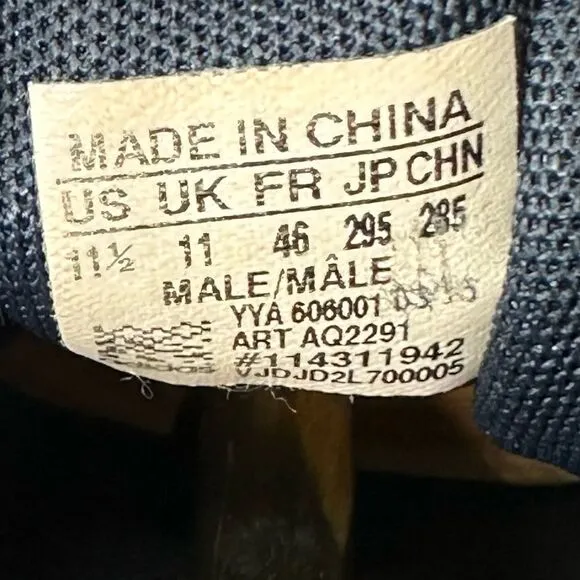 MADE IN CHINA
US UK FR JP CHN
11½ 11 46 295 285
MALE/MÂLE
YYA 606001
ART AQ2291
#114311942
VJDJD2L700005